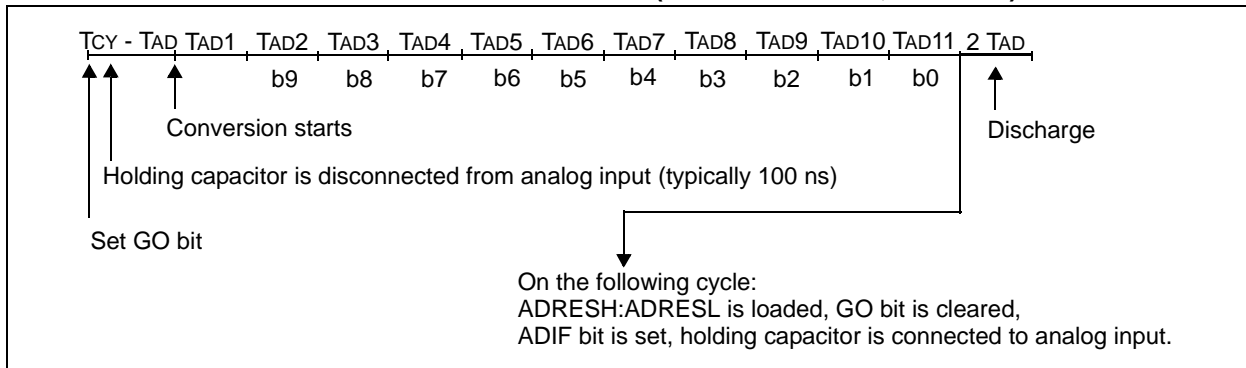 TCY - TAD TAD1 TAD2 TAD3 TAD4 TAD5 TAD6 TAD7 TAD8 TAD9 TAD10 TAD11 2 TAD
b9 b8 b7 b6 b5 b4 b3 b2 b1 b0
Conversion starts
Discharge
Holding capacitor is disconnected from analog input (typically 100 ns)
Set GO bit
On the following cycle:
ADRESH:ADRESL is loaded, GO bit is cleared,
ADIF bit is set, holding capacitor is connected to analog input.